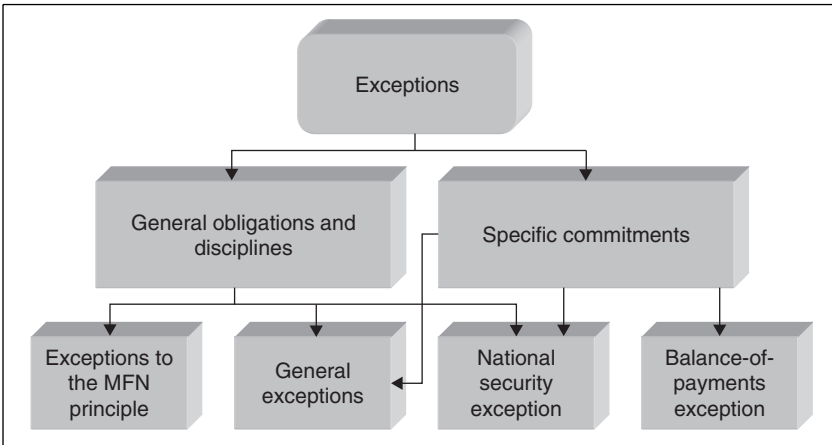 Exceptions
General obligations and
disciplines
Specific commitments
Exceptions to
the MFN
principle
General
exceptions
National
security
exception
Balance-of-
payments
exception